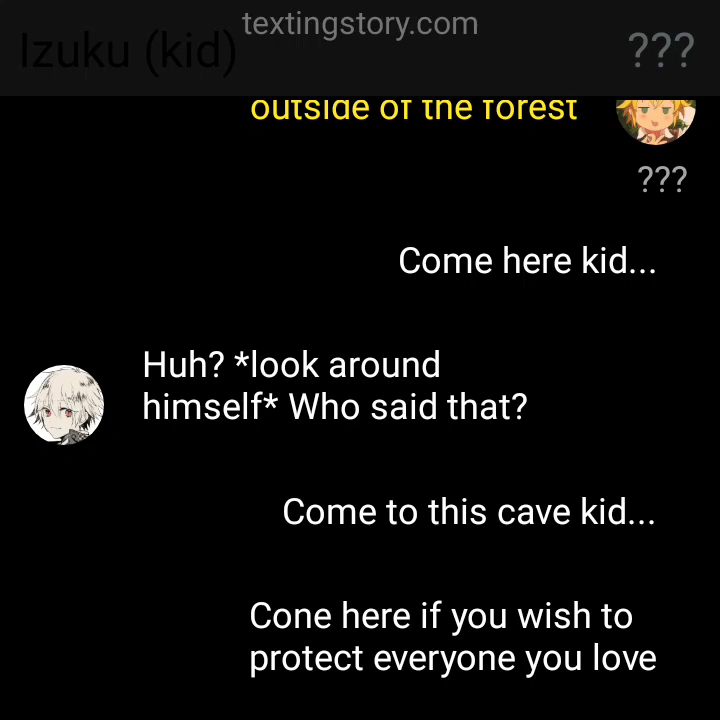 textingstory.com
Izuku (kid)
???
outside of the forest
???
Come here kid...
Huh? *look around
himself* Who said that?
Come to this cave kid...
Cone here if you wish to
protect everyone you love